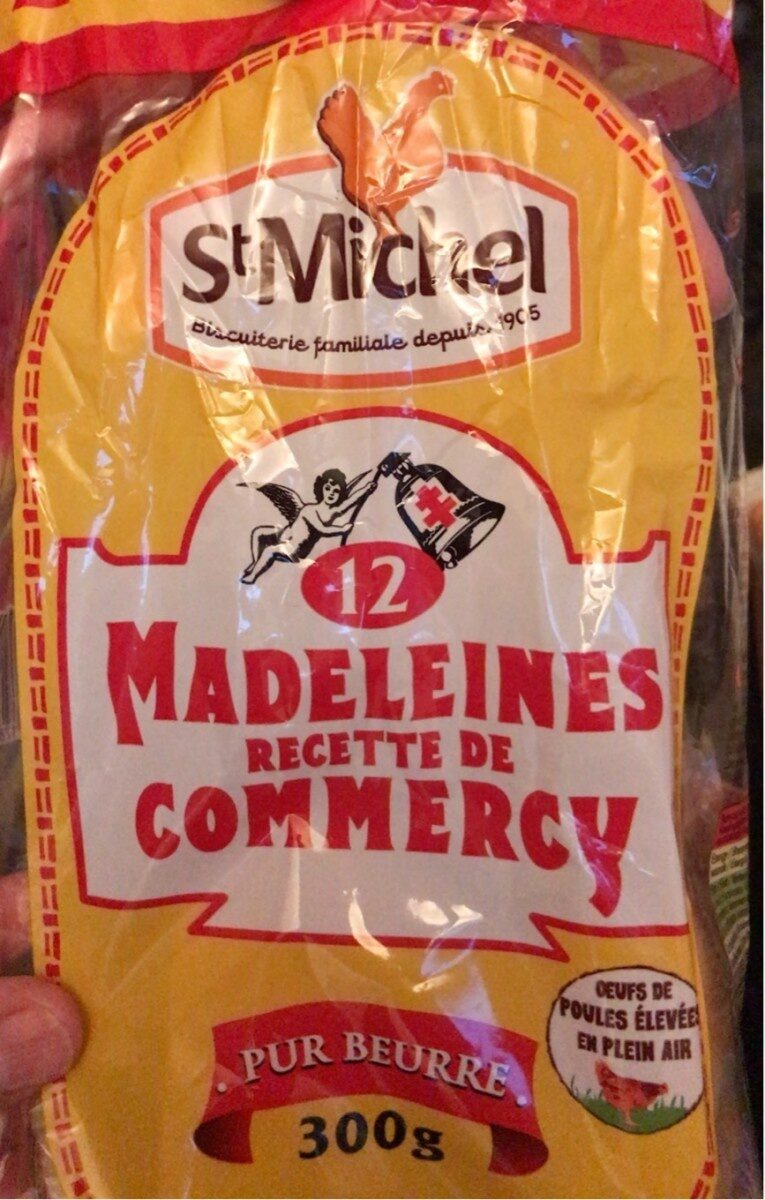 St Michel
Biscuiterie familiale depuis 1905
12
MADELEINES
RECETTE DE
COMMERCY
OEUFS DE
POULES ÉLEVÉES
EN PLEIN AIR
PUR BEURRE
300g